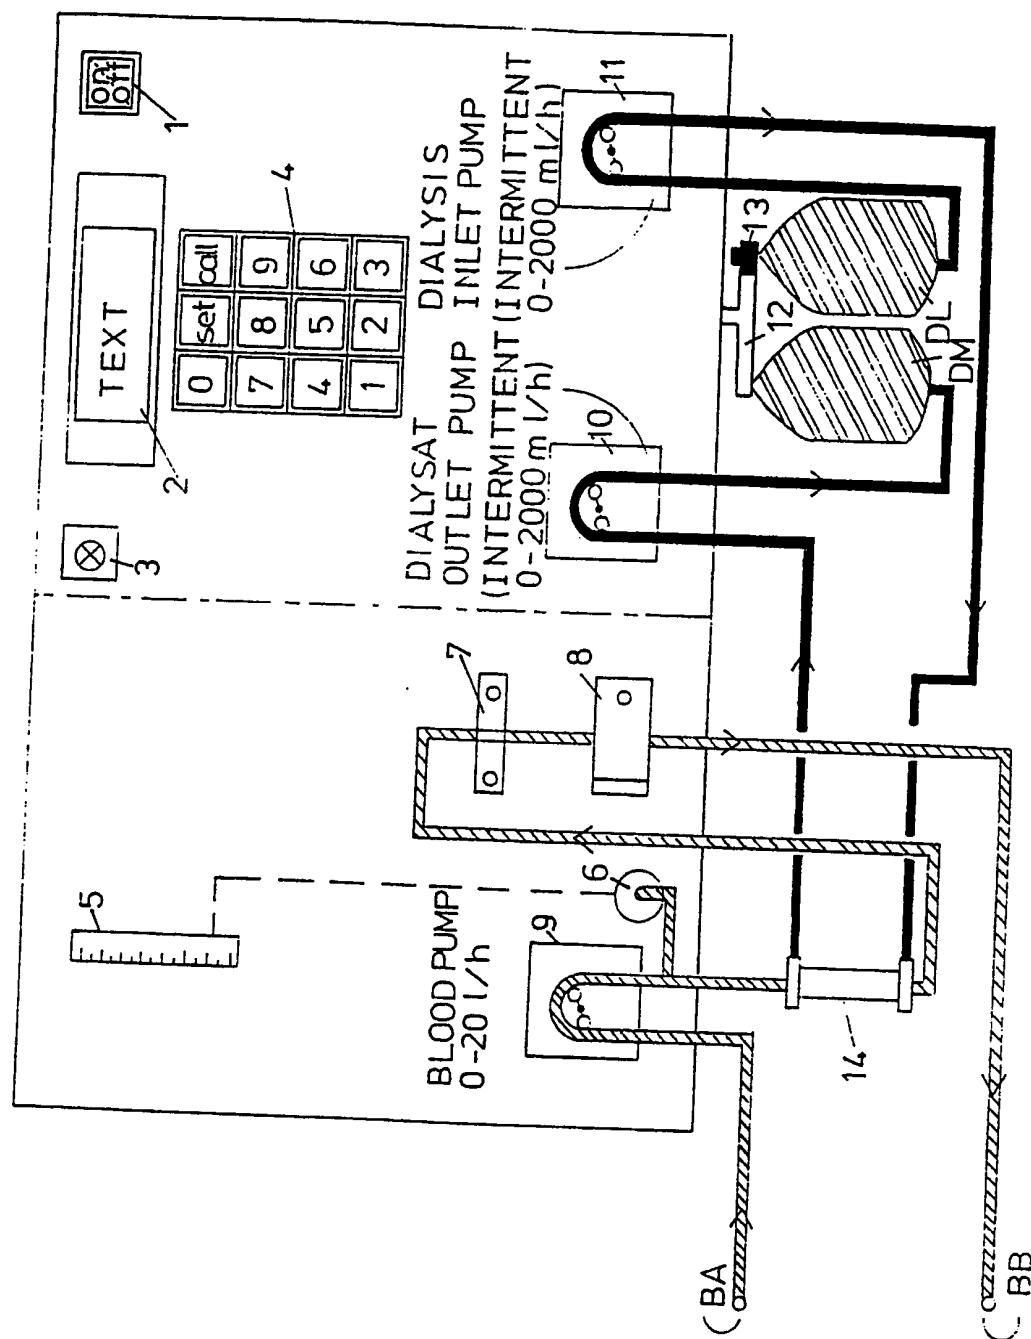 5
BLOOD PUMP
0-20 l/h
9
6
7
8
3
2
TEXT
on
off
1
0 set call
7 8 9
4 5 6
1 2 3
4
DIALYSAT
OUTLET PUMP
(INTERMITTENT
0-2000 ml/h)
10
DIALYSIS
INLET PUMP
(INTERMITTENT
0-2000 ml/h)
11
12
13
DL
DM
14
BA
BB